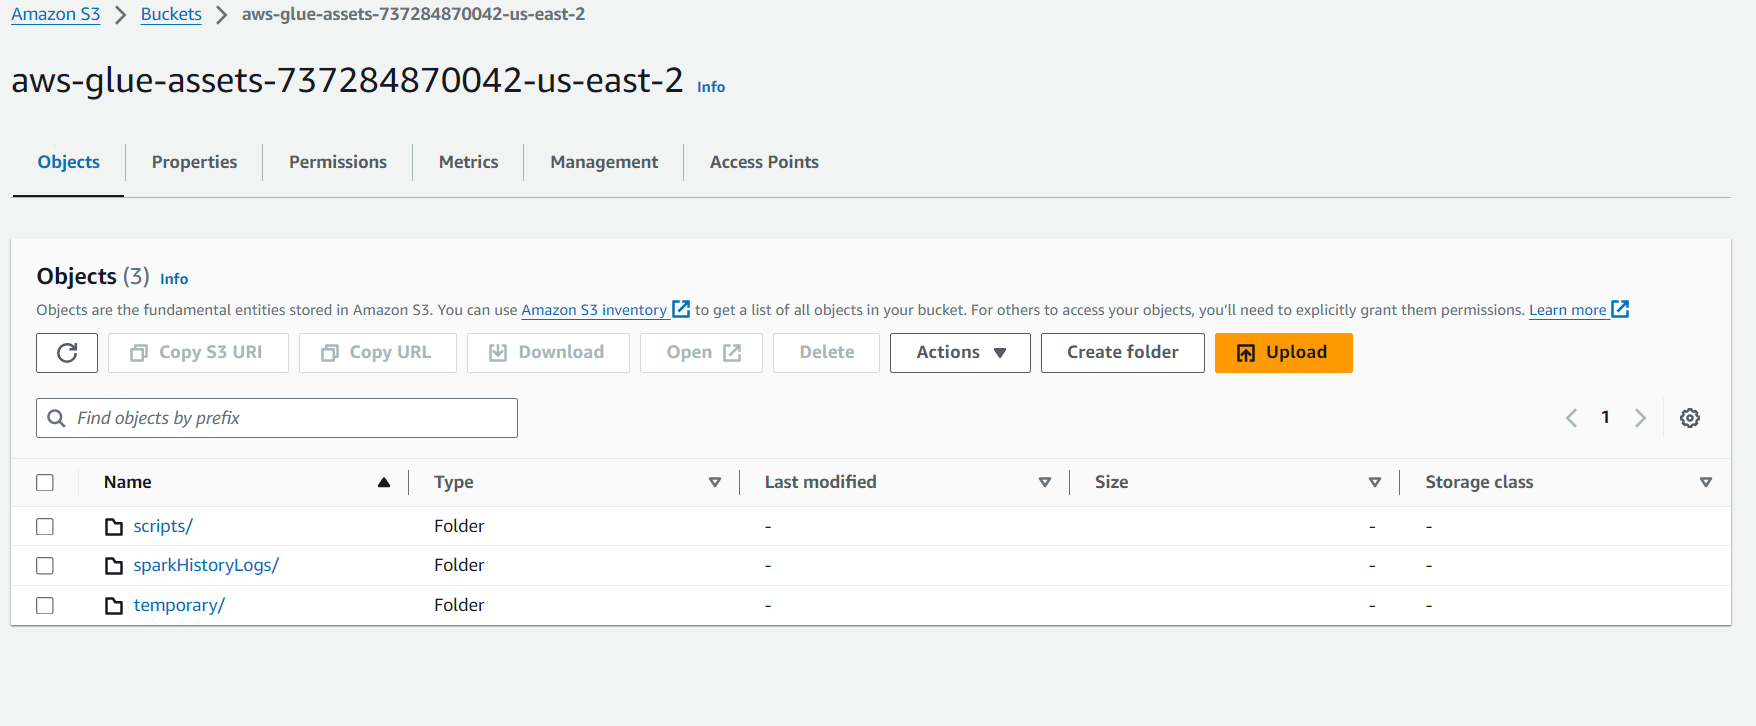 Amazon S3 > Buckets > aws-glue-assets-737284870042-us-east-2
aws-glue-assets-737284870042-us-east-2 Info
Objects Properties Permissions Metrics Management Access Points
Objects (3) Info
Objects are the fundamental entities stored in Amazon S3. You can use Amazon S3 inventory to get a list of all objects in your bucket. For others to access your objects, you’ll need to explicitly grant them permissions. Learn more
Copy S3 URI Copy URL Download Open Delete Actions Create folder Upload
Find objects by prefix 1
Name Type Last modified Size Storage class
scripts/ Folder - - -
sparkHistoryLogs/ Folder - - -
temporary/ Folder - - -